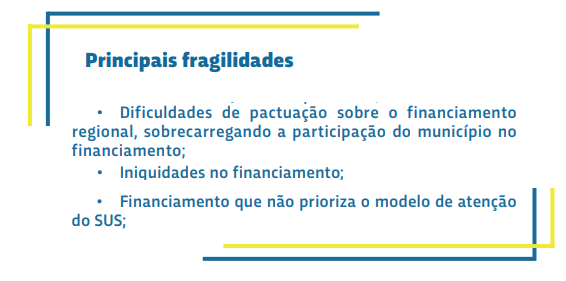 Principais fragilidades
• Dificuldades de pactuação sobre o financiamento
regional, sobrecarregando a participação do município no
financiamento;
• Iniquidades no financiamento;
• Financiamento que não prioriza o modelo de atenção
do SUS;